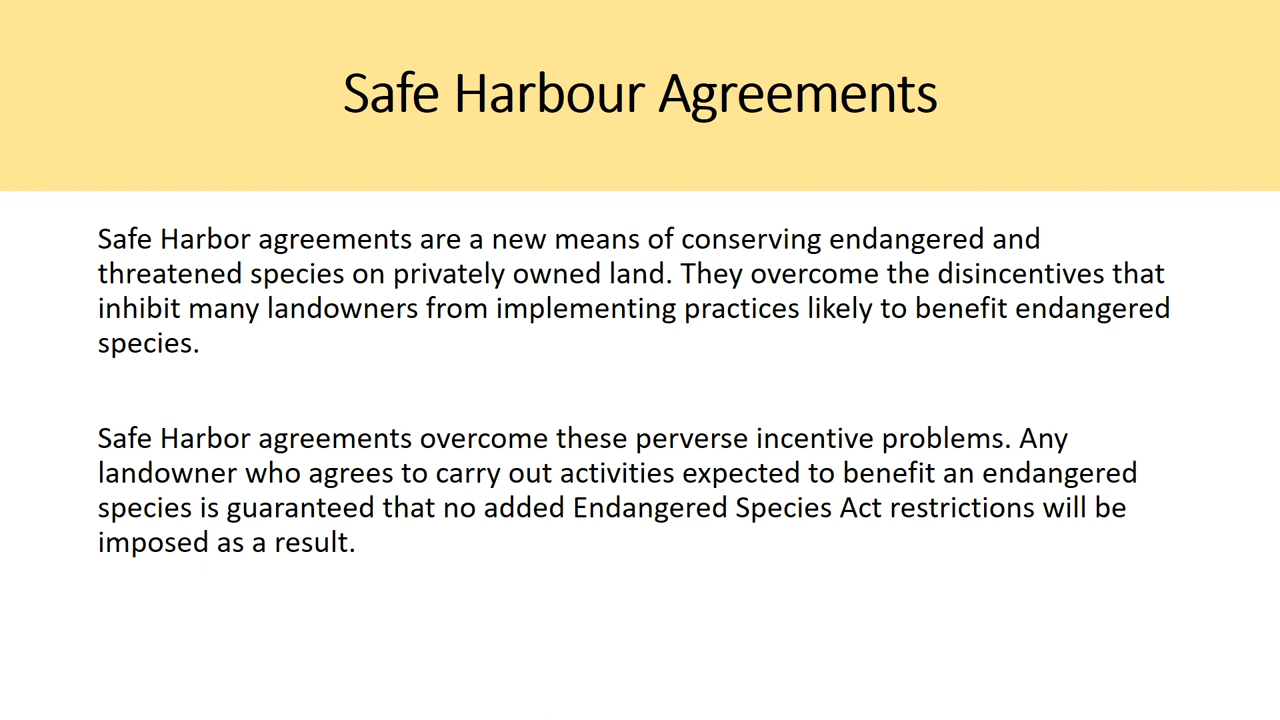 Safe Harbour Agreements
Safe Harbor agreements are a new means of conserving endangered and
threatened species on privately owned land. They overcome the disincentives that
inhibit many landowners from implementing practices likely to benefit endangered
species.
Safe Harbor agreements overcome these perverse incentive problems. Any
landowner who agrees to carry out activities expected to benefit an endangered
species is guaranteed that no added Endangered Species Act restrictions will be
imposed as a result.